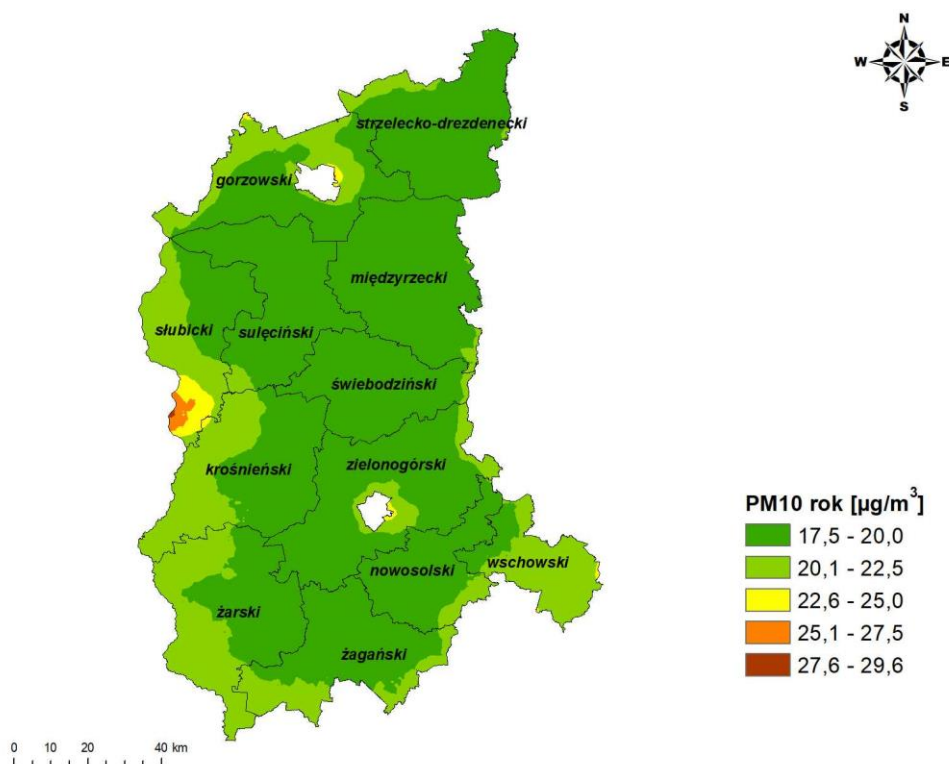 N
W E
S
strzelecko-drezdenecki
gorzowski
międzyrzecki
słubicki
sulęciński
świebodziński
krośnieński
zielonogórski
nowosolski
wschowski
żarski
żagański
PM10 rok [µg/m³]
17,5 - 20,0
20,1 - 22,5
22,6 - 25,0
25,1 - 27,5
27,6 - 29,6
0 10 20 40 km